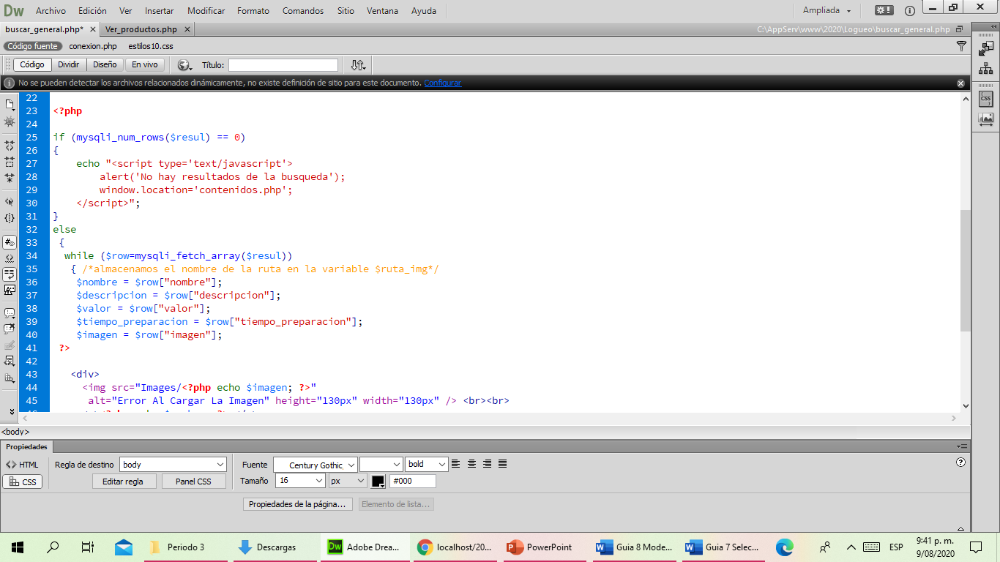 Dw Archivo Edición Ver Insertar Modificar Formato Comandos Sitio Ventana Ayuda Ampliada
buscar_general.php* × Ver_productos.php × C:\AppServ\www\2020\Logueo\buscar_general.php
Código fuente conexion.php estilos10.css
Código Dividir Diseño En vivo Título:
No se pueden detectar los archivos relacionados dinámicamente, no existe definición de sitio para este documento. Configurar
22
23 <?php
24
25 if (mysqli_num_rows($resul) == 0)
26 {
27 echo "<script type='text/javascript'>
28 alert('No hay resultados de la busqueda');
29 window.location='contenidos.php';
30 </script>";
31 }
32 else
33 {
34 while ($row=mysqli_fetch_array($resul))
35 { /*almacenamos el nombre de la ruta en la variable $ruta_img*/
36 $nombre = $row["nombre"];
37 $descripcion = $row["descripcion"];
38 $valor = $row["valor"];
39 $tiempo_preparacion = $row["tiempo_preparacion"];
40 $imagen = $row["imagen"];
41 ?>
42
43 <div>
44 <img src="Images/<?php echo $imagen; ?>"
45 alt="Error Al Cargar La Imagen" height="130px" width="130px" /> <br><br>
<body>
Propiedades
<> HTML Regla de destino body Fuente Century Gothic, bold
CSS Editar regla Panel CSS Tamaño 16 px #000
Propiedades de la página... Elemento de lista...
Periodo 3 Descargas Dw Adobe Drea... localhost/20... PowerPoint Guia 8 Mode... Guia 7 Selec... ESP 9:41 p. m.
9/08/2020